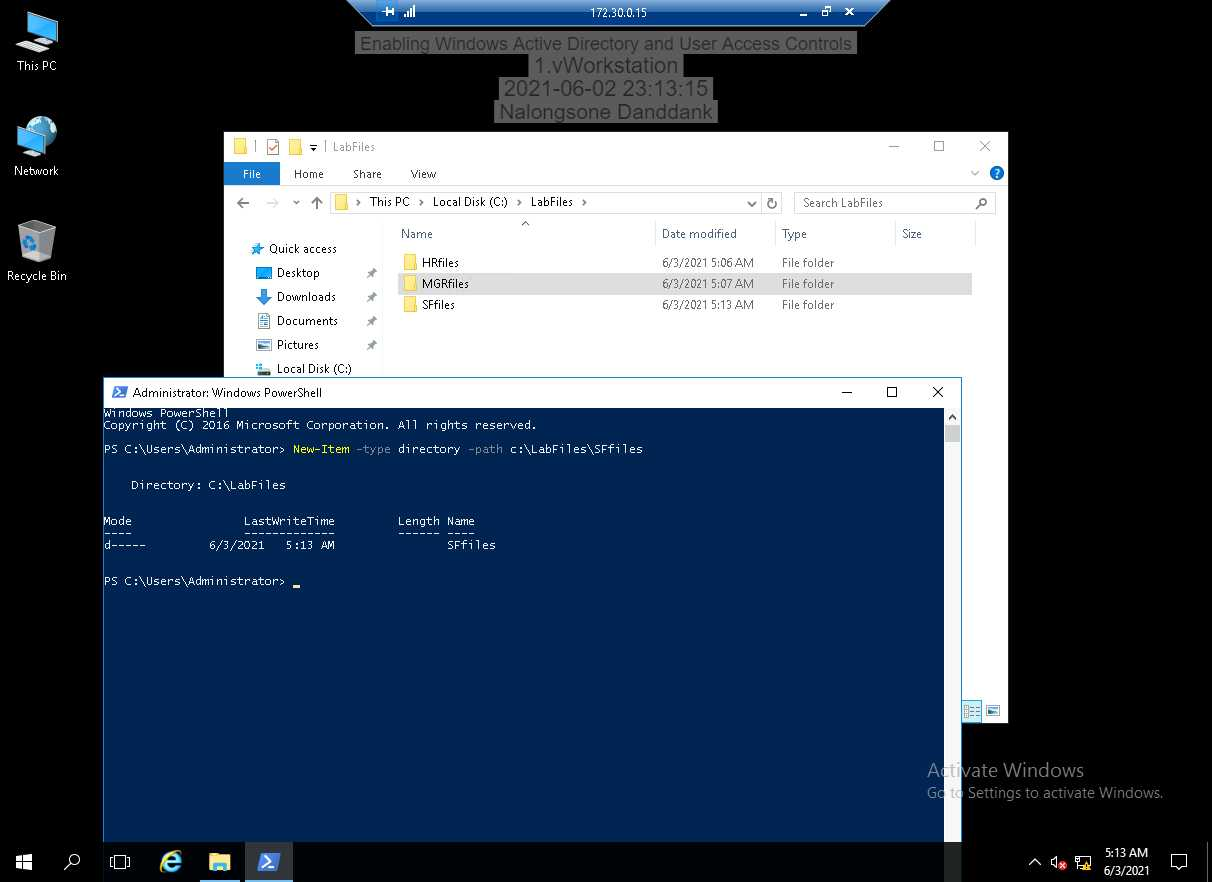 172.30.0.15
Enabling Windows Active Directory and User Access Controls
1.vWorkstation
2021-06-02 23:13:15
Nalongsone Danddank
This PC
Network
Recycle Bin
LabFiles
File Home Share View
This PC Local Disk (C:) LabFiles
Search LabFiles
Name Date modified Type Size
HRfiles 6/3/2021 5:06 AM File folder
MGRfiles 6/3/2021 5:07 AM File folder
SFfiles 6/3/2021 5:13 AM File folder
Quick access
Desktop
Downloads
Documents
Pictures
Local Disk (C:)
Administrator: Windows PowerShell
Windows PowerShell
Copyright (C) 2016 Microsoft Corporation. All rights reserved.
PS C:\Users\Administrator> New-Item -type directory -path c:\LabFiles\SFfiles
Directory: C:\LabFiles
Mode LastWriteTime Length Name
---- ------------- ------ ----
d----- 6/3/2021 5:13 AM SFfiles
PS C:\Users\Administrator> _
Activate Windows
Go to Settings to activate Windows.
5:13 AM
6/3/2021